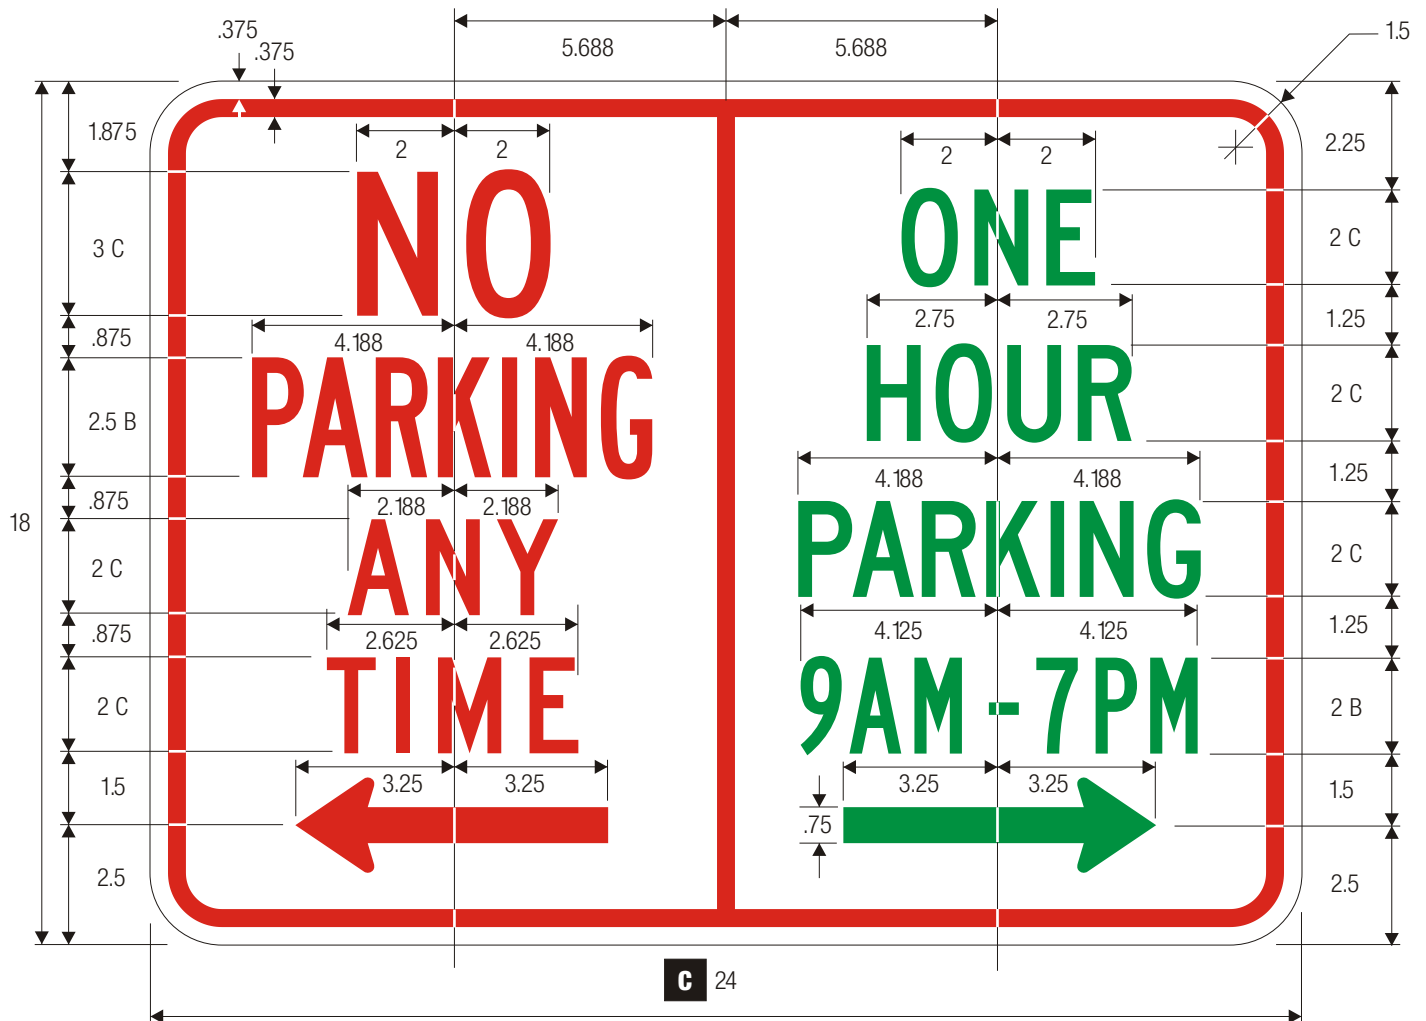 .375
.375
5.688
5.688
1.5
1.875
2
2
2
2
2.25
NO
ONE
3 C
2 C
2.75
2.75
1.25
.875
4.188
4.188
PARKING
HOUR
2.5 B
2 C
4.188
4.188
1.25
.875
2.188
2.188
18
ANY
PARKING
2 C
2 C
4.125
4.125
1.25
.875
2.625
2.625
TIME
9AM-7PM
2 C
2 B
3.25
3.25
3.25
3.25
1.5
1.5
.75
2.5
2.5
C 24